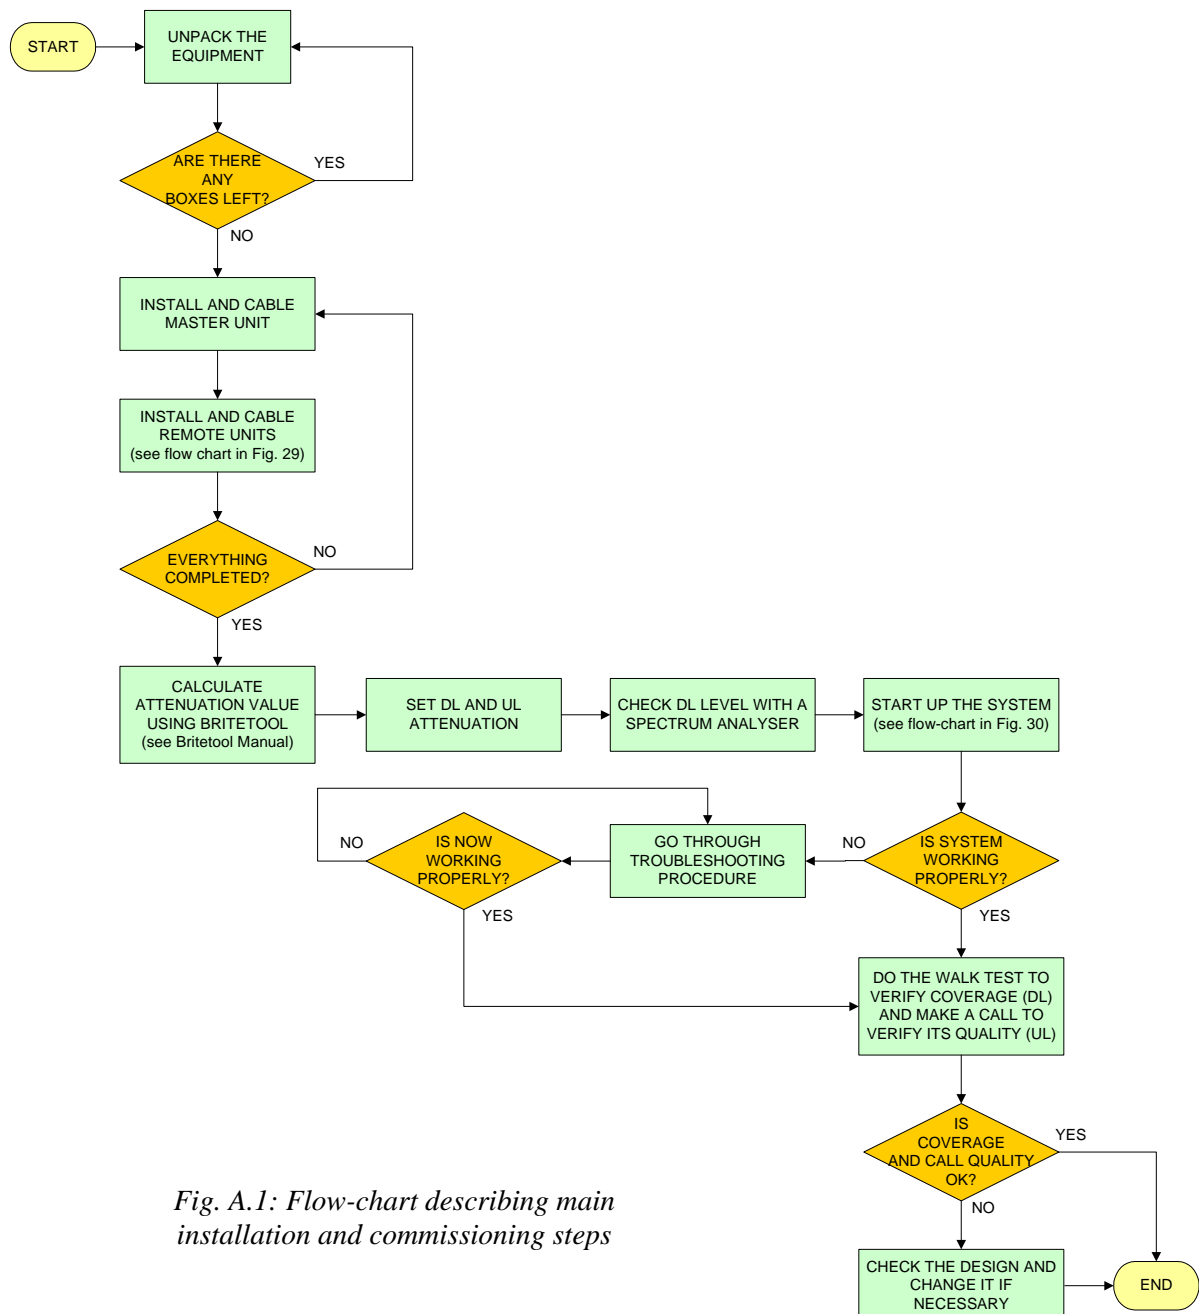 START
UNPACK THE
EQUIPMENT
ARE THERE
ANY
BOXES LEFT?
YES
NO
INSTALL AND CABLE
MASTER UNIT
INSTALL AND CABLE
REMOTE UNITS
(see flow chart in Fig. 29)
EVERYTHING
COMPLETED?
NO
YES
CALCULATE
ATTENUATION VALUE
USING BRITETOOL
(see Britetool Manual)
SET DL AND UL
ATTENUATION
CHECK DL LEVEL WITH A
SPECTRUM ANALYSER
START UP THE SYSTEM
(see flow-chart in Fig. 30)
IS SYSTEM
WORKING
PROPERLY?
NO
YES
GO THROUGH
TROUBLESHOOTING
PROCEDURE
IS NOW
WORKING
PROPERLY?
NO
YES
DO THE WALK TEST TO
VERIFY COVERAGE (DL)
AND MAKE A CALL TO
VERIFY ITS QUALITY (UL)
IS
COVERAGE
AND CALL QUALITY
OK?
YES
NO
CHECK THE DESIGN AND
CHANGE IT IF
NECESSARY
END
Fig. A.1: Flow-chart describing main
installation and commissioning steps